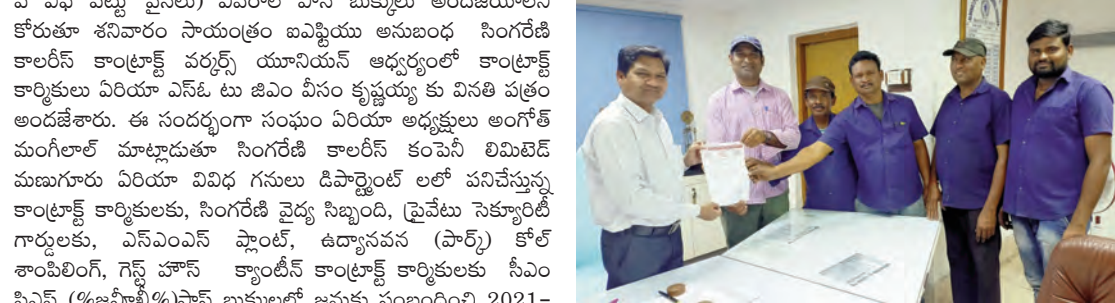 కోరుతూ శనివారం సాయంత్రం ఐఎఫ్టియు అనుబంధ సింగరేణి
కాలరీస్ కాంట్రాక్ట్ వర్కర్స్ యూనియన్ ఆధ్వర్యంలో కాంట్రాక్ట్
కార్మికులు ఏరియా ఎస్ఓ టు జిఎం వీసం కృష్ణయ్య కు వినతి పత్రం
అందజేశారు. ఈ సందర్భంగా సంఘం ఏరియా అధ్యక్షులు అంగోత్
మంగీలాల్ మాట్లాడుతూ సింగరేణి కాలరీస్ కంపెనీ లిమిటెడ్
మణుగూరు ఏరియా వివిధ గనులు డిపార్ట్మెంట్ లలో పనిచేస్తున్న
కాంట్రాక్ట్ కార్మికులకు, సింగరేణి వైద్య సిబ్బంది, ప్రైవేటు సెక్యూరిటీ
గార్డులకు, ఎస్ఎంఎస్ ప్లాంట్, ఉద్యానవన (పార్క్) కోల్
శాంపిలింగ్, గెస్ట్ హౌస్ క్యాంటీన్ కాంట్రాక్ట్ కార్మికులకు సీఎం